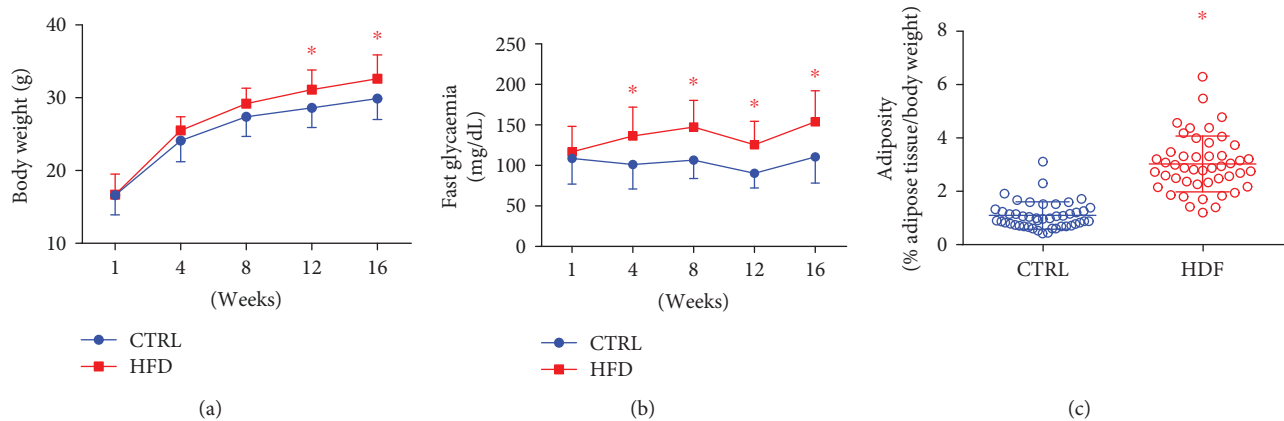 Body weight (g)
40
30
20
10
*
*
1
4
8
12
16
(Weeks)
CTRL
HFD
(a)
Fast glycaemia
(mg/dL)
250
200
150
100
50
0
*
*
*
*
1
4
8
12
16
(Weeks)
CTRL
HFD
(b)
Adiposity
(% adipose tissue/body weight)
8
6
4
2
0
*
CTRL
HDF
(c)